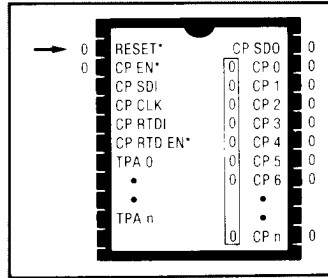 0 RESET* CP SDO
0 CP EN* 0 CP 0 0
CP SDI 0 CP 1 0
CP CLK 0 CP 2 0
CP RTDI 0 CP 3 0
CP RTD EN* 0 CP 4 0
TPA 0 0 CP 5 0
• 0 CP 6 0
• •
TPA n •
0 CP n 0